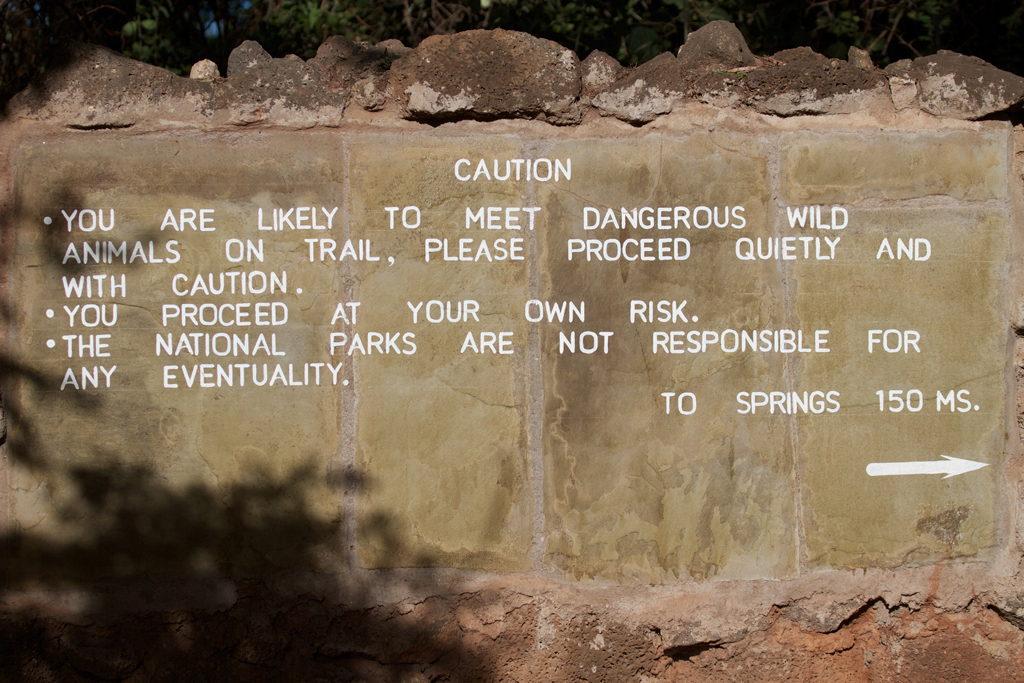 CAUTION
• YOU ARE LIKELY TO MEET DANGEROUS WILD
ANIMALS ON TRAIL, PLEASE PROCEED QUIETLY AND
WITH CAUTION.
• YOU PROCEED AT YOUR OWN RISK.
• THE NATIONAL PARKS ARE NOT RESPONSIBLE FOR
ANY EVENTUALITY.
TO SPRINGS 150 MS.